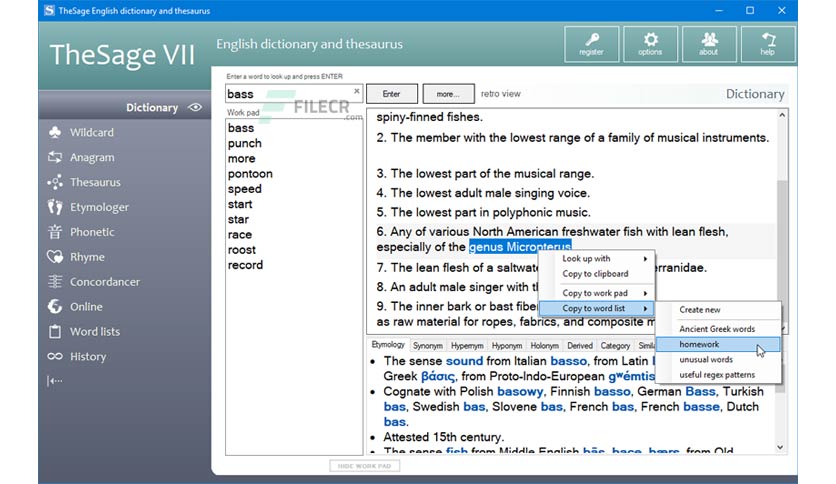 TheSage English dictionary and thesaurus
TheSage VII
English dictionary and thesaurus
register
options
about
help
Enter a word to look up and press ENTER
bass
Enter
more...
retro view
Dictionary
Dictionary
Wildcard
Anagram
Thesaurus
Etymologer
Phonetic
Rhyme
Concordancer
Online
Word lists
History
FILECR
.com
Work pad
bass
punch
more
pontoon
speed
start
star
race
roost
record
HIDE WORK PAD
spiny-finned fishes.
2. The member with the lowest range of a family of musical instruments.
3. The lowest part of the musical range.
4. The lowest adult male singing voice.
5. The lowest part in polyphonic music.
6. Any of various North American freshwater fish with lean flesh,
especially of the genus Micropterus.
7. The lean flesh of a saltwate erranidae.
8. An adult male singer with th
9. The inner bark or bast fiber
as raw material for ropes, fabrics, and composite m
Look up with
Copy to clipboard
Copy to work pad
Copy to word list
Create new
Ancient Greek words
homework
unusual words
useful regex patterns
Etymology Synonym Hypernym Hyponym Holonym Derived Category Simila
• The sense sound from Italian basso, from Latin
Greek βάσις, from Proto-Indo-European gʷémtis
• Cognate with Polish basowy, Finnish basso, German Bass, Turkish
bas, Swedish bas, Slovene bas, French bas, French basse, Dutch
bas.
• Attested 15th century.
• The sense fish from Middle English bās, bace, bærs, from Old